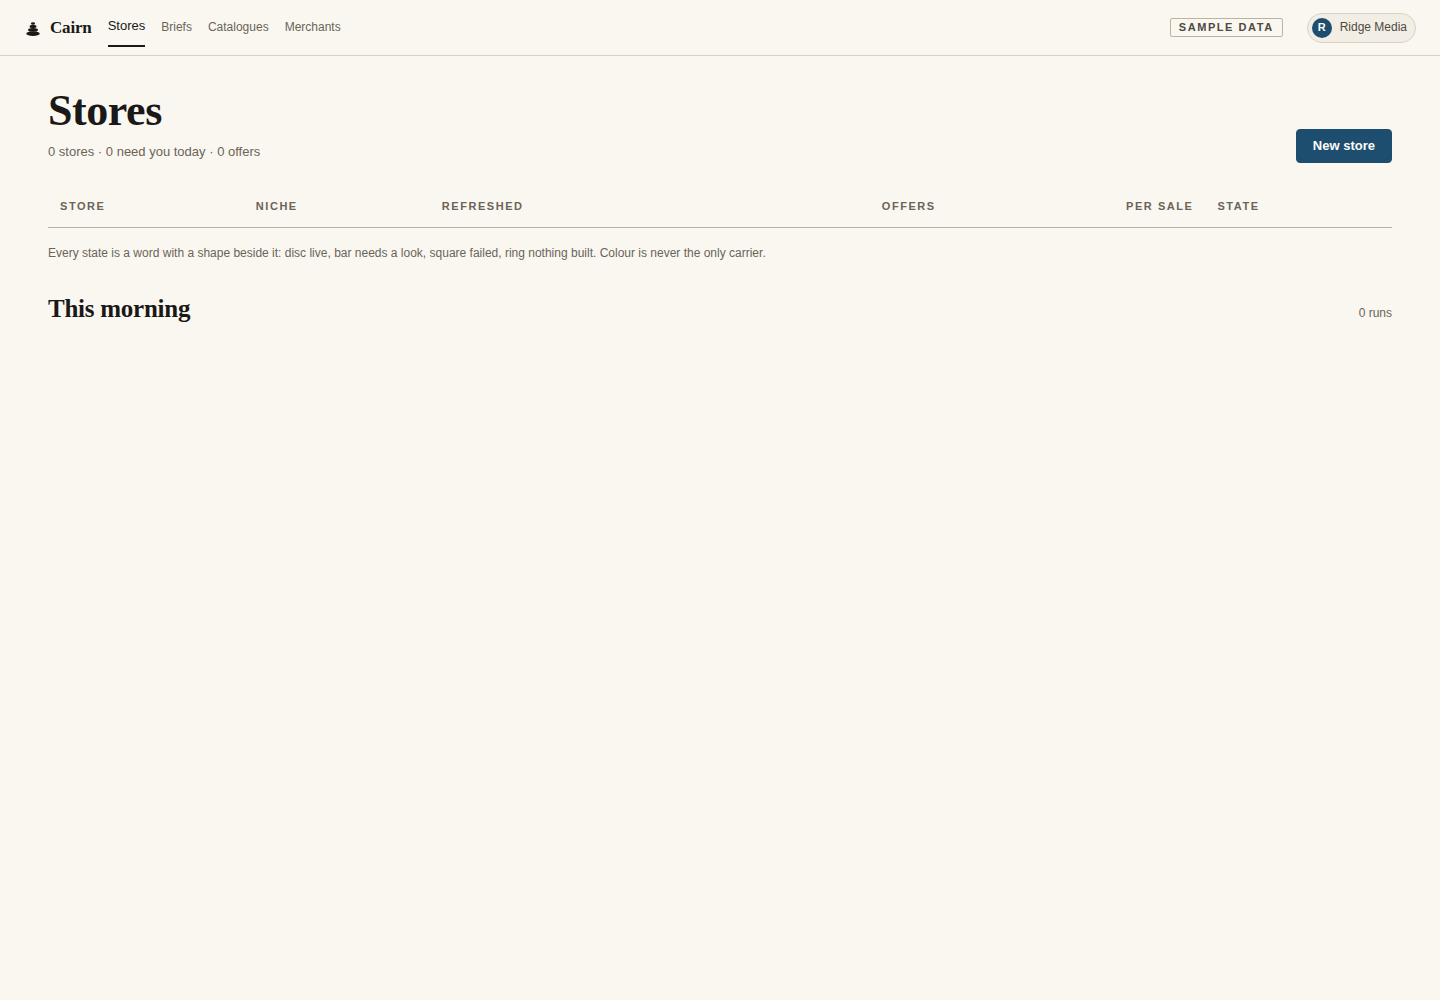 Cairn
Stores
Briefs
Catalogues
Merchants
SAMPLE DATA
R
Ridge Media
Stores
0 stores · 0 need you today · 0 offers
New store
STORE
NICHE
REFRESHED
OFFERS
PER SALE
STATE
Every state is a word with a shape beside it: disc live, bar needs a look, square failed, ring nothing built. Colour is never the only carrier.
This morning
0 runs